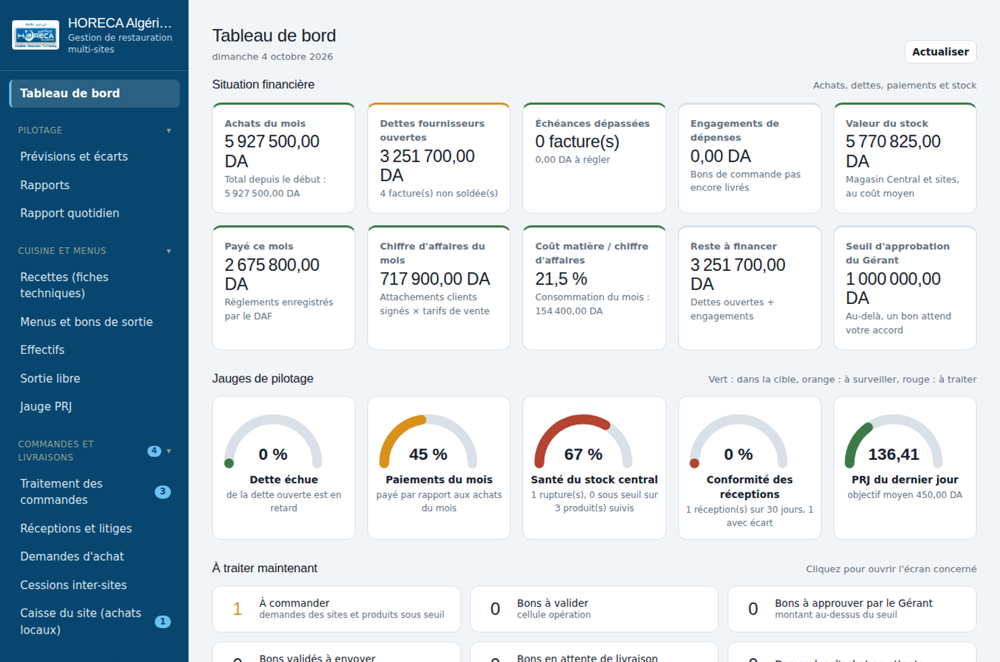 HORECA
HORECA Algéri…
Gestion de restauration
multi-sites
Tableau de bord
PILOTAGE
Prévisions et écarts
Rapports
Rapport quotidien
CUISINE ET MENUS
Recettes (fiches
techniques)
Menus et bons de sortie
Effectifs
Sortie libre
Jauge PRJ
COMMANDES ET
LIVRAISONS
4
Traitement des
commandes
3
Réceptions et litiges
Demandes d'achat
Cessions inter-sites
Caisse du site (achats
locaux)
1
Tableau de bord
dimanche 4 octobre 2026
Actualiser
Situation financière
Achats, dettes, paiements et stock
Achats du mois
5 927 500,00
DA
Total depuis le début :
5 927 500,00 DA
Dettes fournisseurs
ouvertes
3 251 700,00
DA
4 facture(s) non soldée(s)
Échéances dépassées
0 facture(s)
0,00 DA à régler
Engagements de
dépenses
0,00 DA
Bons de commande pas
encore livrés
Valeur du stock
5 770 825,00
DA
Magasin Central et sites,
au coût moyen
Payé ce mois
2 675 800,00
DA
Règlements enregistrés
par le DAF
Chiffre d'affaires du
mois
717 900,00 DA
Attachements clients
signés × tarifs de vente
Coût matière / chiffre
d'affaires
21,5 %
Consommation du mois :
154 400,00 DA
Reste à financer
3 251 700,00
DA
Dettes ouvertes +
engagements
Seuil d'approbation
du Gérant
1 000 000,00
DA
Au-delà, un bon attend
votre accord
Jauges de pilotage
Vert : dans la cible, orange : à surveiller, rouge : à traiter
0 %
Dette échue
de la dette ouverte est en
retard
45 %
Paiements du mois
payé par rapport aux achats
du mois
67 %
Santé du stock central
1 rupture(s), 0 sous seuil sur
3 produit(s) suivis
0 %
Conformité des
réceptions
1 réception(s) sur 30 jours, 1
avec écart
136,41
PRJ du dernier jour
objectif moyen 450,00 DA
À traiter maintenant
Cliquez pour ouvrir l'écran concerné
1
À commander
demandes des sites et produits sous seuil
0
Bons à valider
cellule opération
0
Bons à approuver par le Gérant
montant au-dessus du seuil
Bons validés à envoyer
Bons en attente de livraison